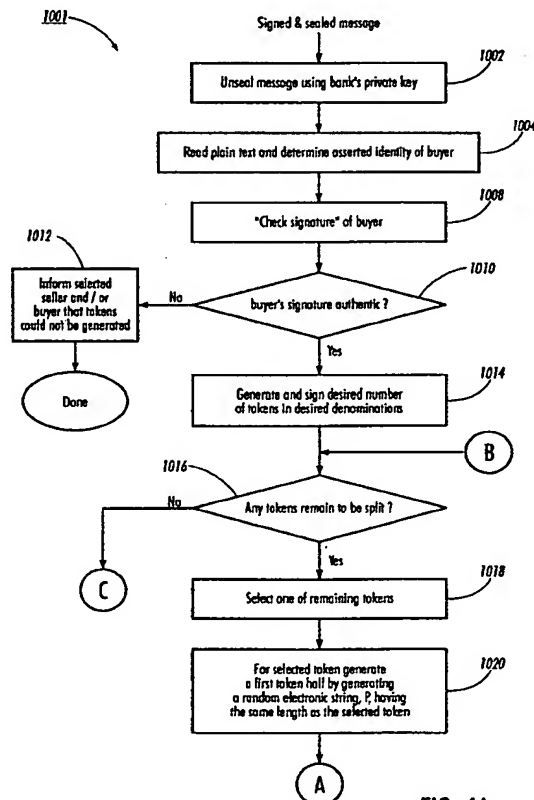 1001
Signed & sealed message
1002
Unseal message using bank's private key
1004
Read plain text and determine asserted identity of buyer
1008
"Check signature" of buyer
1012
Inform selected
seller and / or
buyer that tokens
could not be generated
No
1010
buyer's signature authentic ?
Done
Yes
1014
Generate and sign desired number
of tokens in desired denominations
B
1016
No
Any tokens remain to be split ?
C
Yes
1018
Select one of remaining tokens
1020
For selected token generate
a first token half by generating
a random electronic string, P, having
the same length as the selected token
A